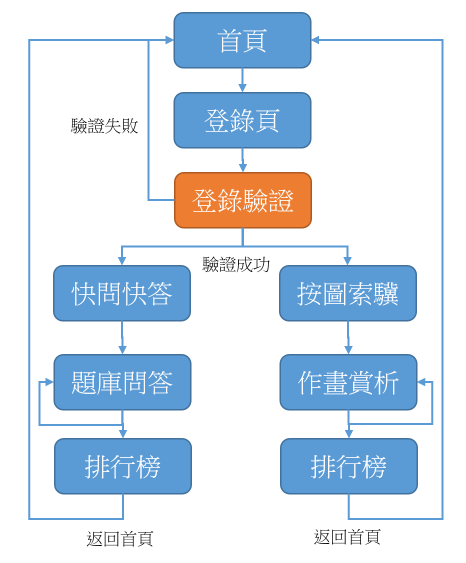 首頁
登錄頁
驗證失敗
登錄驗證
驗證成功
快問快答
按圖索驥
題庫問答
作畫賞析
排行榜
排行榜
返回首頁
返回首頁